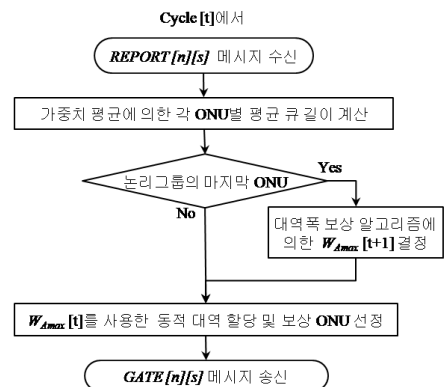 Cycle [t]에서
REPORT [n][s] 메시지 수신
가중치 평균에 의한 각 ONU별 평균 큐 길이 계산
논리그룹의 마지막 ONU
Yes
No
대역폭 보상 알고리즘에
의한 W_Amax [t+1] 결정
W_Amax [t]를 사용한 동적 대역 할당 및 보상 ONU 선정
GATE [n][s] 메시지 송신